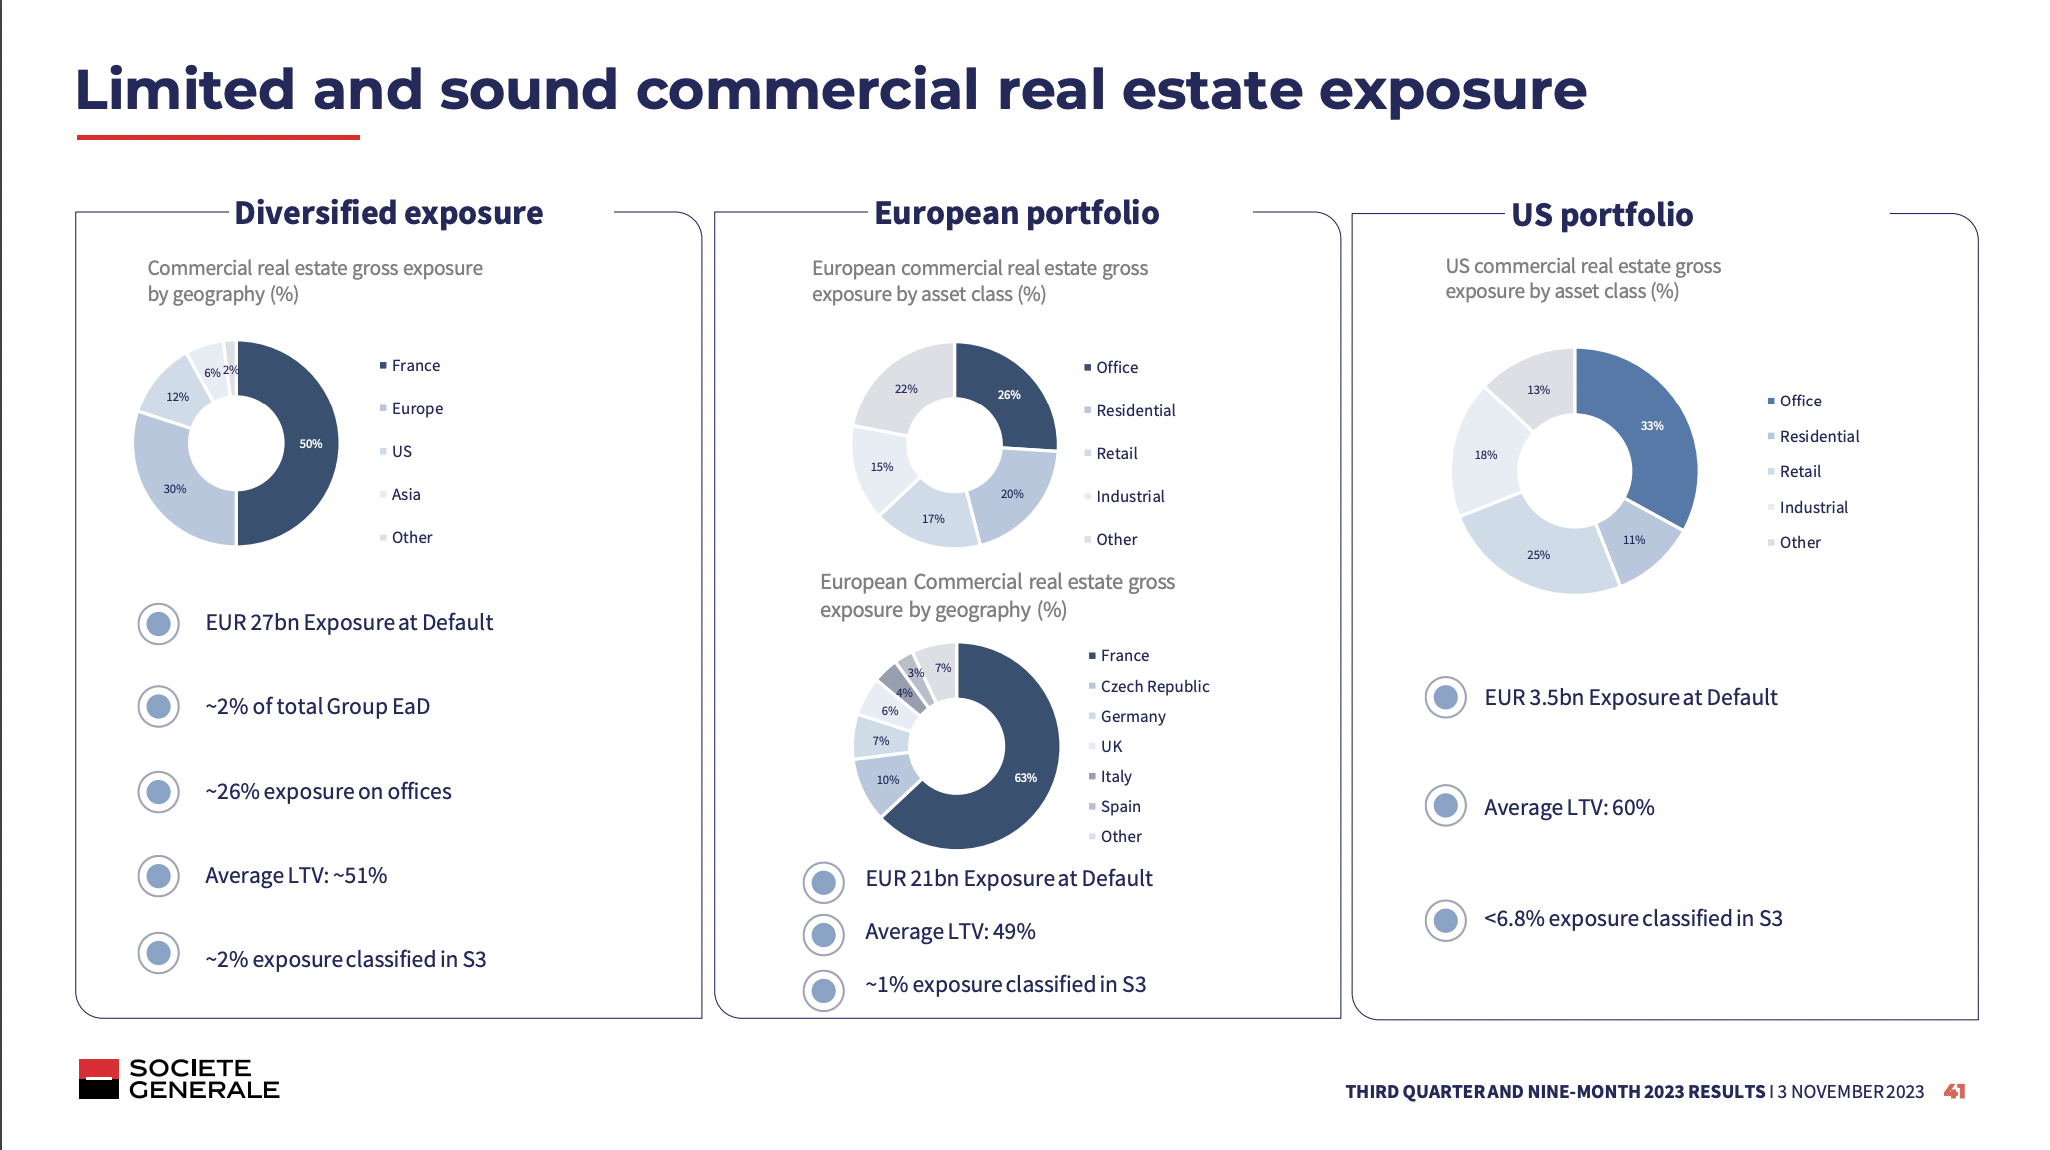 Limited and sound commercial real estate exposure
Diversified exposure
Commercial real estate gross exposure
by geography (%)
50%
30%
12%
6%
2%
France
Europe
US
Asia
Other
EUR 27bn Exposure at Default
~2% of total Group EaD
~26% exposure on offices
Average LTV: ~51%
~2% exposure classified in S3
European portfolio
European commercial real estate gross
exposure by asset class (%)
26%
20%
17%
15%
22%
Office
Residential
Retail
Industrial
Other
European Commercial real estate gross
exposure by geography (%)
63%
10%
7%
6%
4%
3%
7%
France
Czech Republic
Germany
UK
Italy
Spain
Other
EUR 21bn Exposure at Default
Average LTV: 49%
~1% exposure classified in S3
US portfolio
US commercial real estate gross
exposure by asset class (%)
33%
11%
25%
18%
13%
Office
Residential
Retail
Industrial
Other
EUR 3.5bn Exposure at Default
Average LTV: 60%
<6.8% exposure classified in S3
SOCIETE
GENERALE
THIRD QUARTER AND NINE-MONTH 2023 RESULTS I 3 NOVEMBER 2023 41